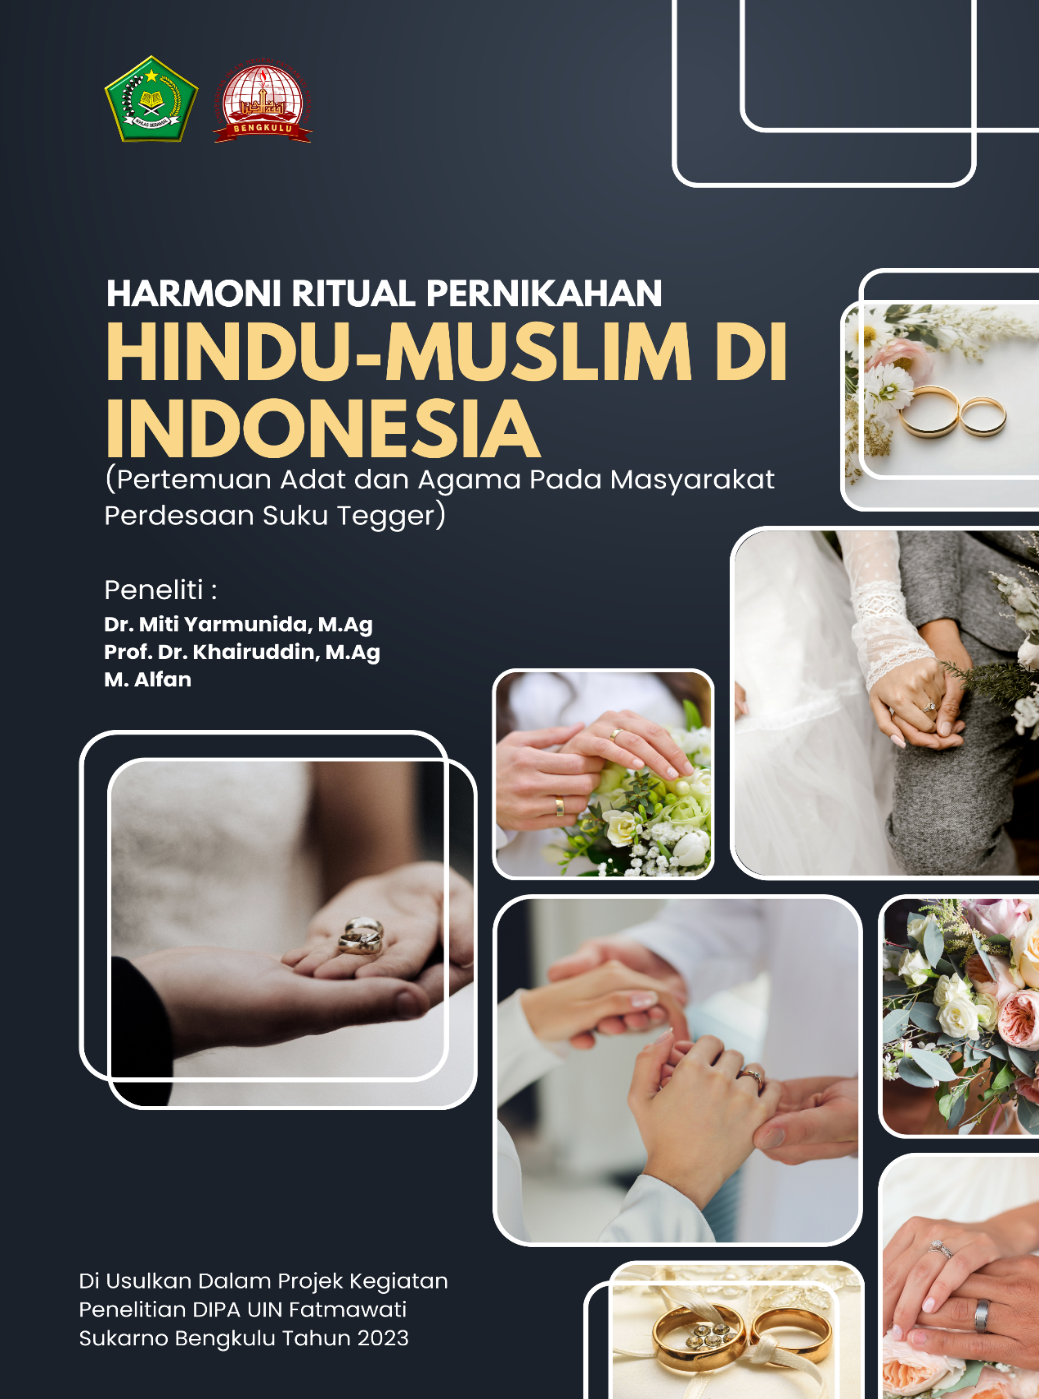 BENGKULU
HARMONI RITUAL PERNIKAHAN
HINDU-MUSLIM DI
INDONESIA
(Pertemuan Adat dan Agama Pada Masyarakat
Perdesaan Suku Tegger)
Peneliti :
Dr. Miti Yarmunida, M.Ag
Prof. Dr. Khairuddin, M.Ag
M. Alfan
Di Usulkan Dalam Projek Kegiatan
Penelitian DIPA UIN Fatmawati
Sukarno Bengkulu Tahun 2023